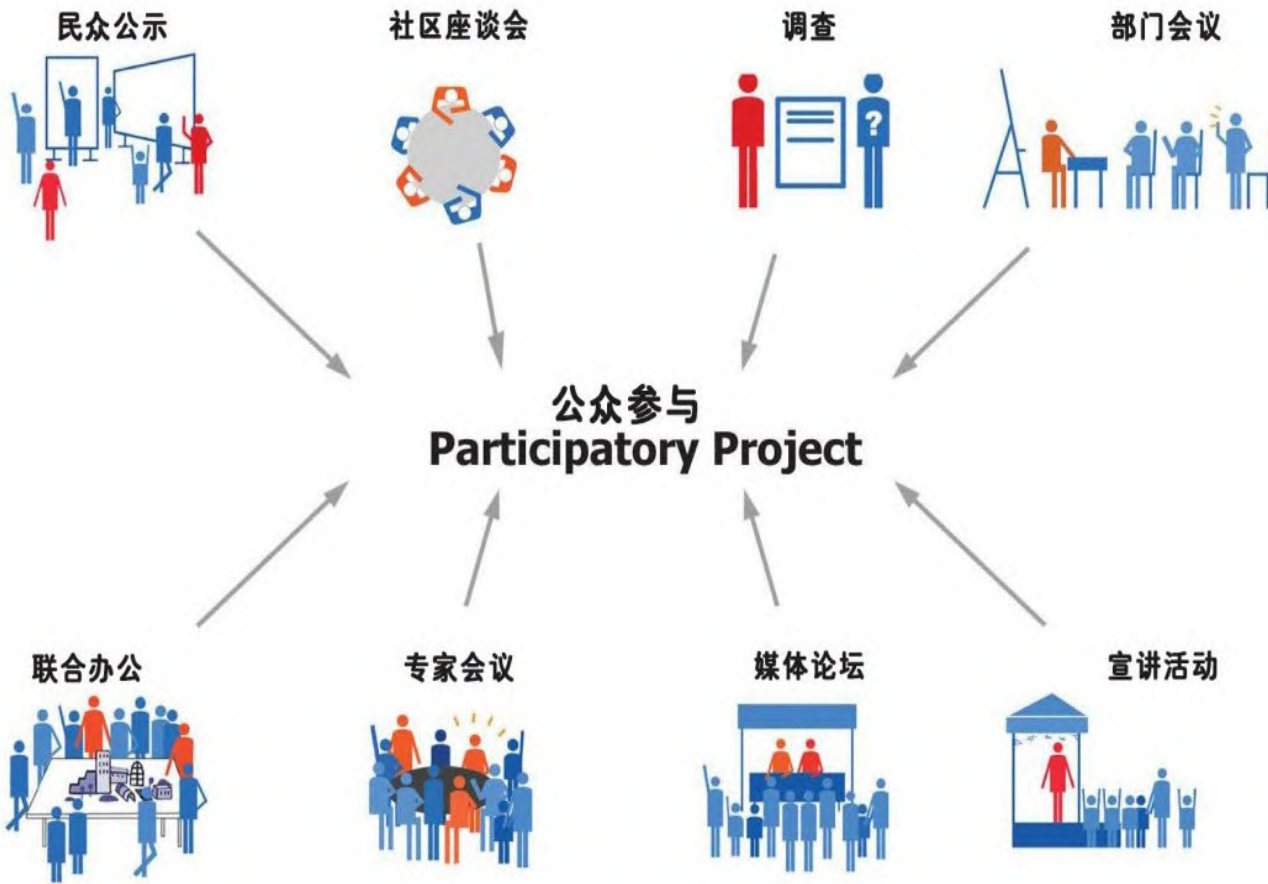 民众公示
社区座谈会
调查
部门会议
?
公众参与
Participatory Project
联合办公
专家会议
媒体论坛
宣讲活动